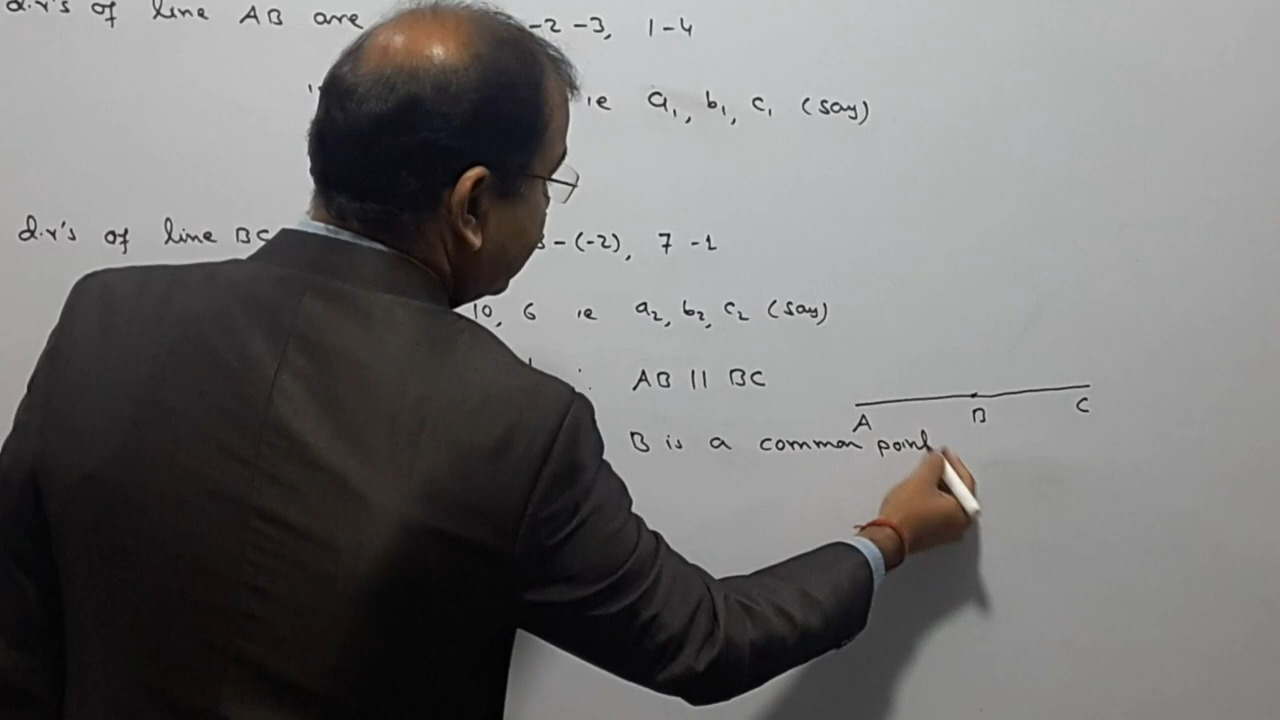 d.r's of line AB are -2-3, 1-4
ie a₁, b₁, c₁ (say)
d.r's of line BC -(-2), 7-1
10, 6 ie a₂, b₂, c₂ (say)
∴ AB || BC
A B C
B is a common point